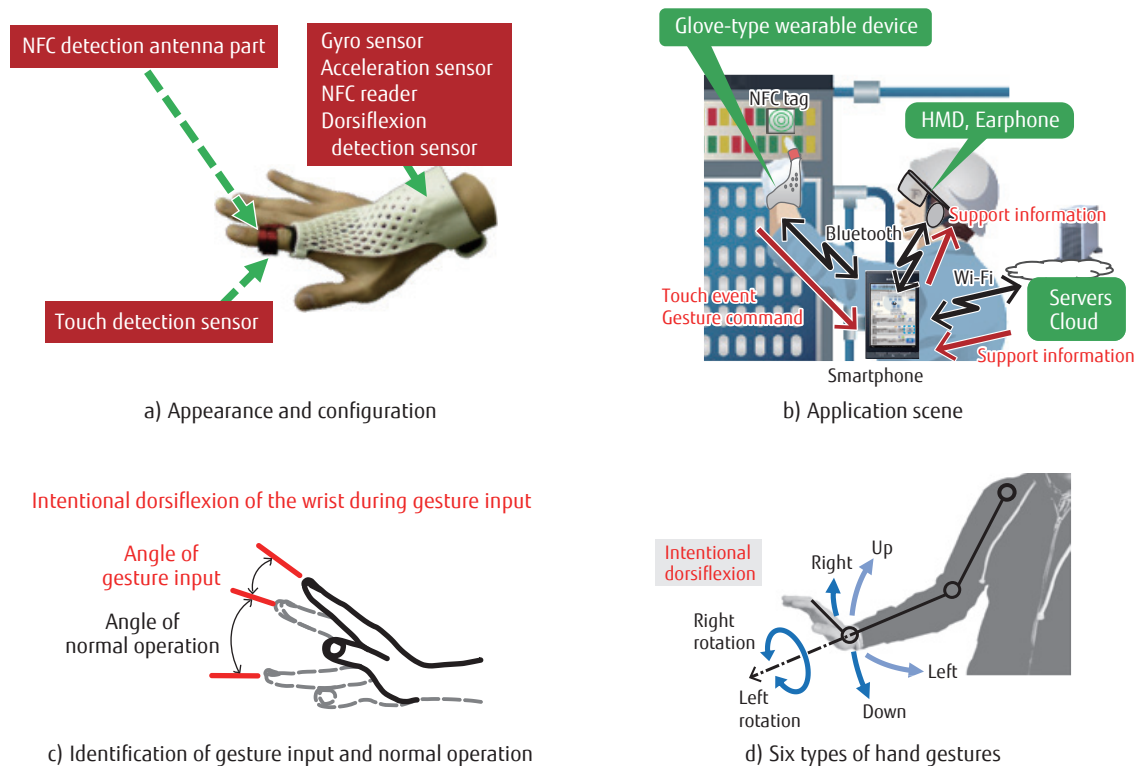 NFC detection antenna part
Gyro sensor
Acceleration sensor
NFC reader
Dorsiflexion
detection sensor
Touch detection sensor
a) Appearance and configuration
Glove-type wearable device
NFC tag
HMD, Earphone
Support information
Bluetooth
Wi-Fi
Touch event
Gesture command
Servers
Cloud
Support information
Smartphone
b) Application scene
Intentional dorsiflexion of the wrist during gesture input
Angle of
gesture input
Angle of
normal operation
c) Identification of gesture input and normal operation
Intentional
dorsiflexion
Right
Up
Right
rotation
Left
rotation
Left
Down
d) Six types of hand gestures